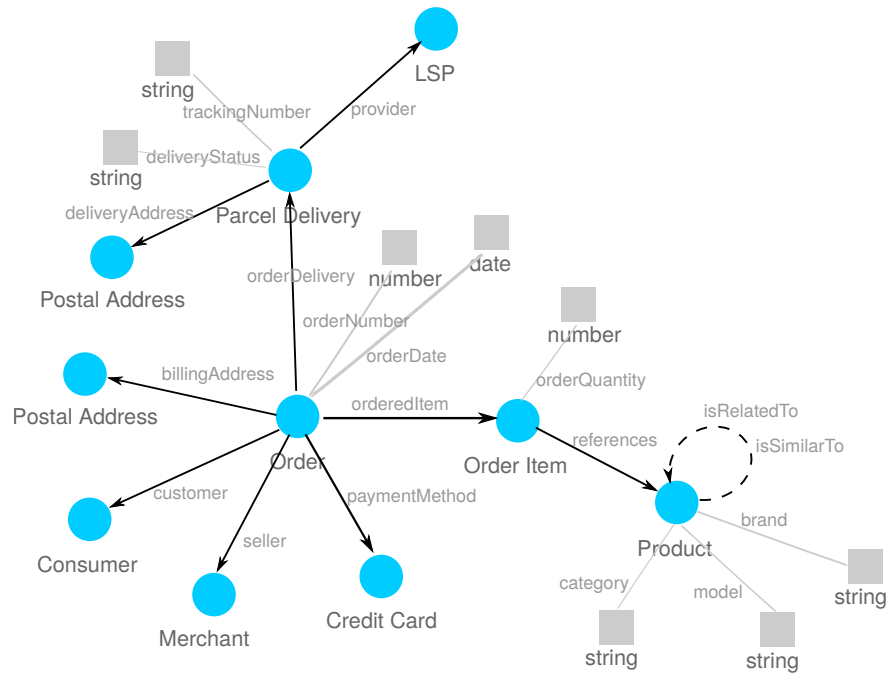 LSP
string
trackingNumber
provider
deliveryStatus
string
deliveryAddress
Parcel Delivery
Postal Address
orderDelivery
number
date
orderNumber
number
orderDate
billingAddress
orderQuantity
Postal Address
orderedItem
isRelatedTo
references
isSimilarTo
Order
Order Item
customer
paymentMethod
brand
seller
Product
Consumer
category
model
string
Credit Card
Merchant
string
string